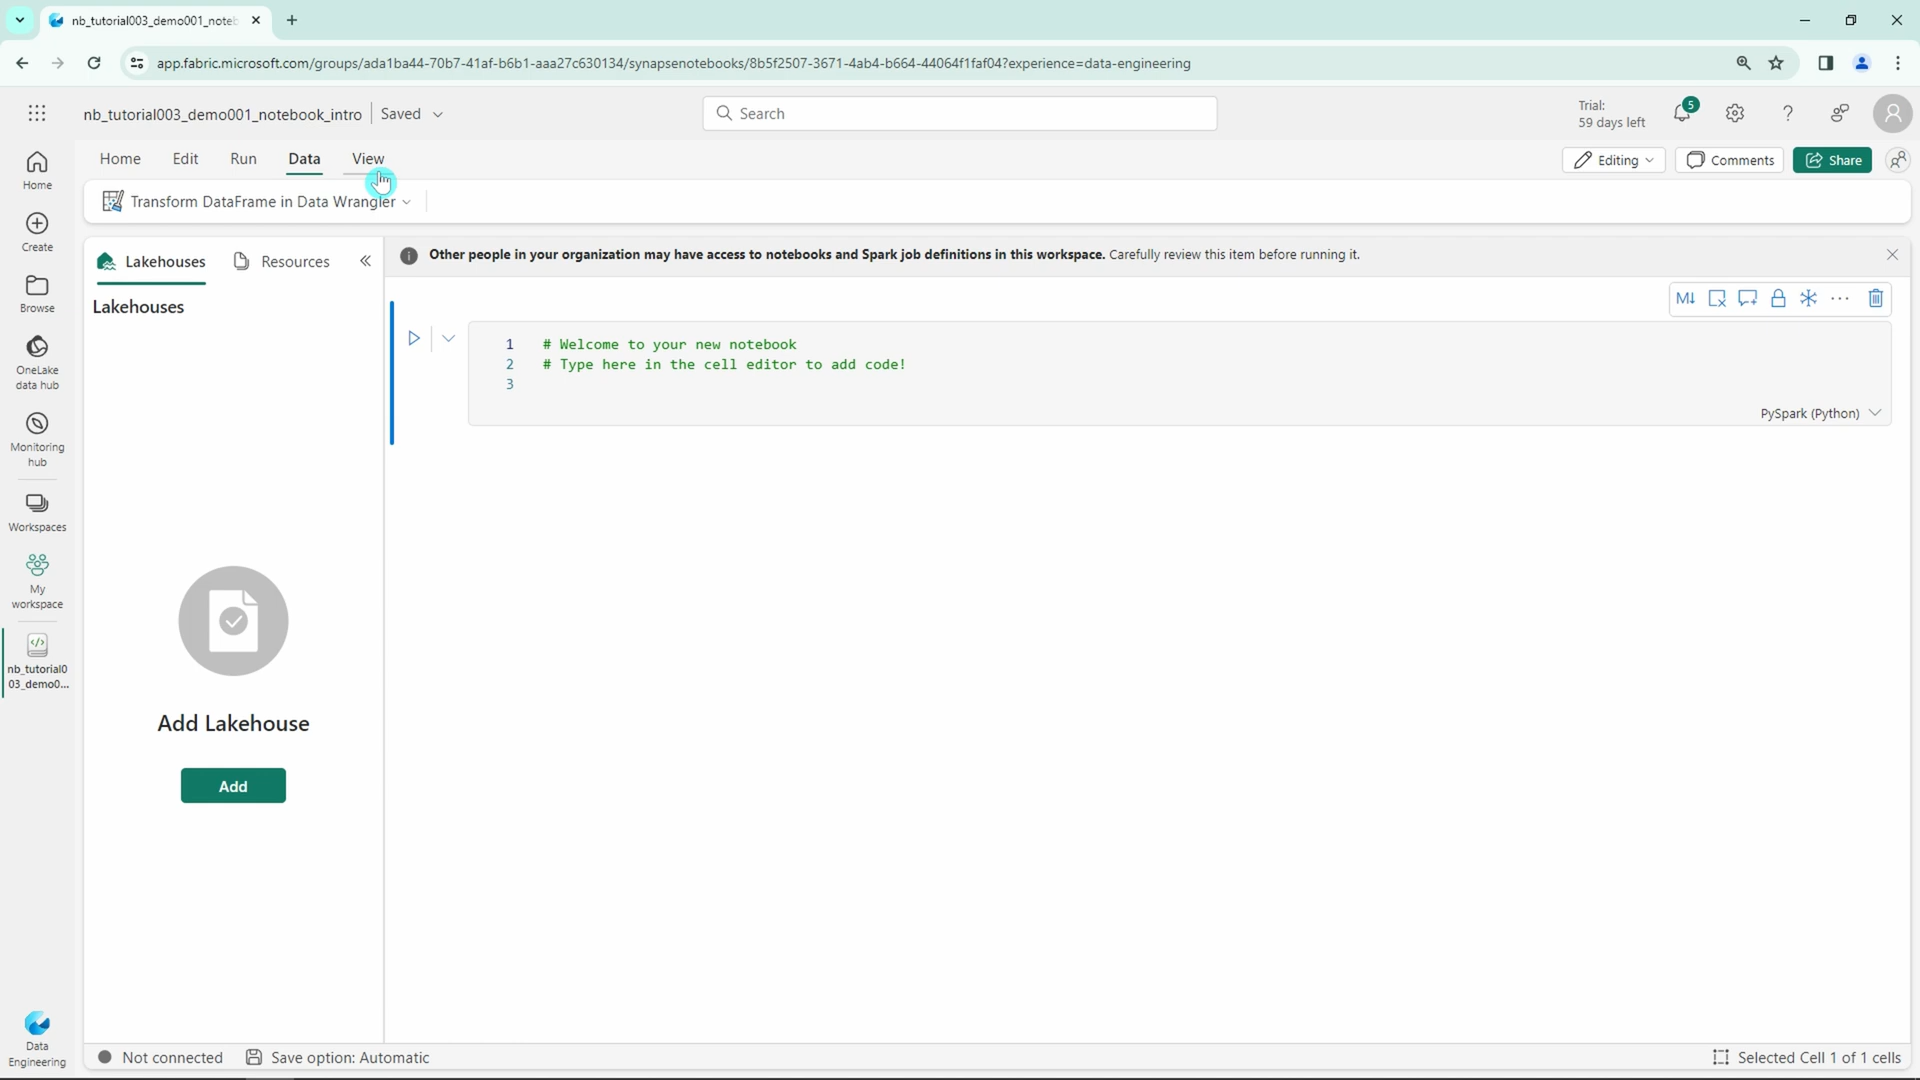 nb_tutorial003_demo001_noteb
app.fabric.microsoft.com/groups/ada1ba44-70b7-41af-b6b1-aaa27c630134/synapsenotebooks/8b5f2507-3671-4ab4-b664-44064f1faf04?experience=data-engineering
nb_tutorial003_demo001_notebook_intro
Saved
Search
Trial:
59 days left
5
Home
Edit
Run
Data
View
Editing
Comments
Share
Transform DataFrame in Data Wrangler
Home
Create
Browse
OneLake
data hub
Monitoring
hub
Workspaces
My
workspace
nb_tutorial0
03_demo0...
Data
Engineering
Lakehouses
Resources
Lakehouses
Add Lakehouse
Add
Other people in your organization may have access to notebooks and Spark job definitions in this workspace. Carefully review this item before running it.
M↓
1 # Welcome to your new notebook
2 # Type here in the cell editor to add code!
3
PySpark (Python)
Not connected
Save option: Automatic
Selected Cell 1 of 1 cells